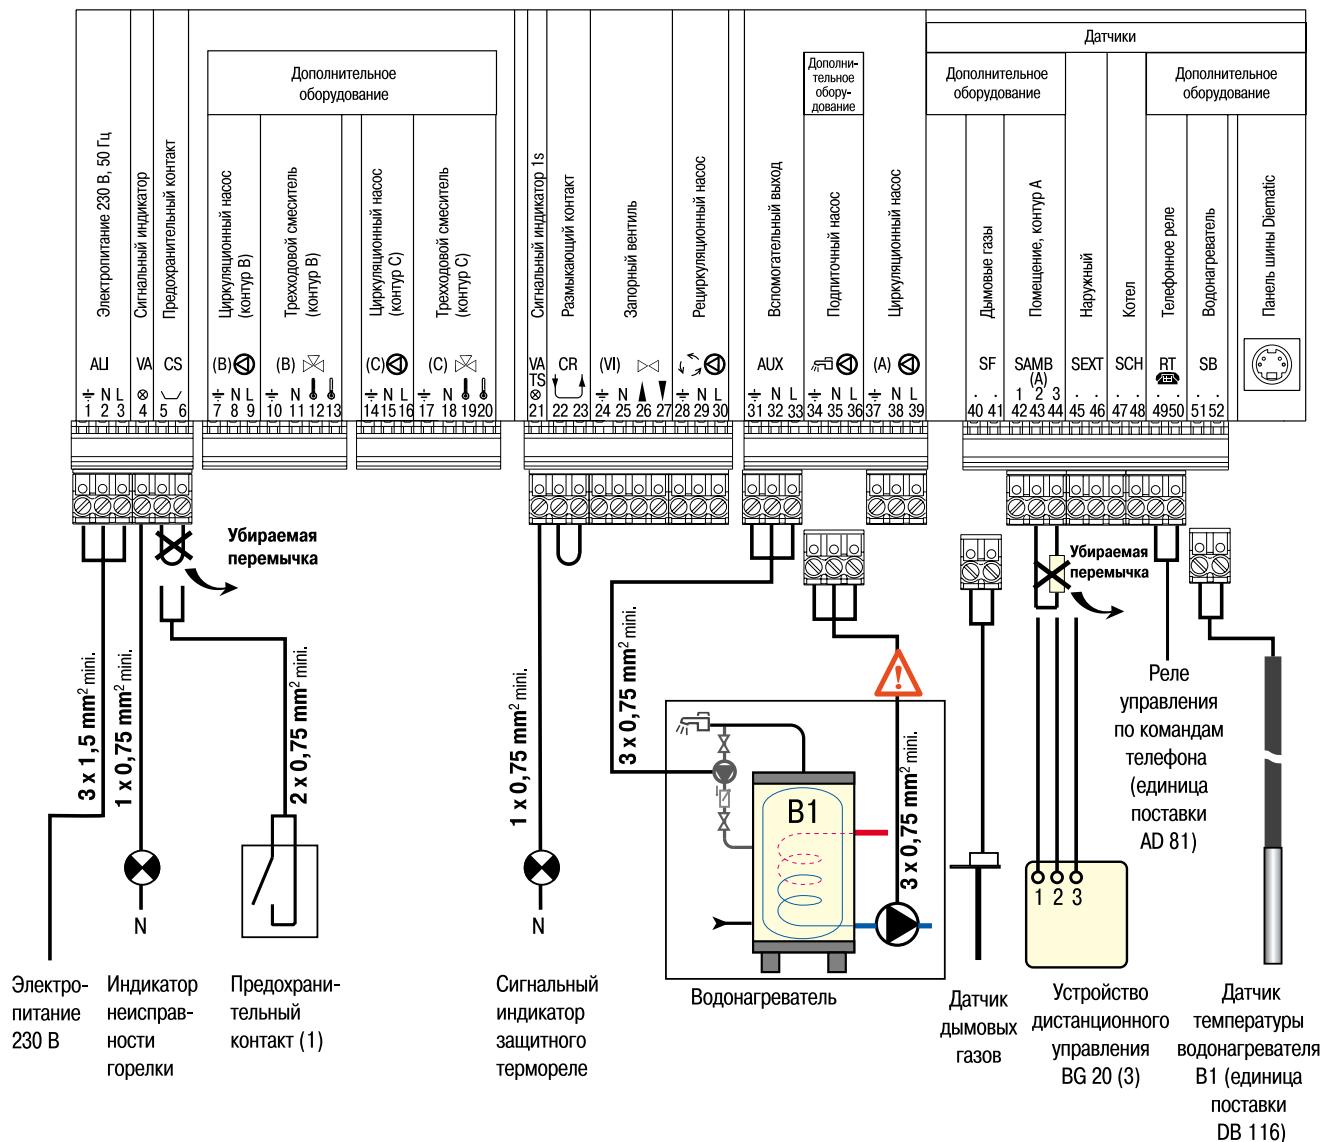 Датчики
Дополнительное
оборудование
Дополни-
тельное
обору-
дование
Дополнительное
оборудование
Дополнительное
оборудование
Электропитание 230 В, 50 Гц
Сигнальный индикатор
Предохранительный контакт
Циркуляционный насос
(контур B)
Трехходовой смеситель
(контур B)
Циркуляционный насос
(контур C)
Трехходовой смеситель
(контур C)
Сигнальный индикатор 1s
Размыкающий контакт
Запорный вентиль
Рециркуляционный насос
Вспомогательный выход
Подпиточный насос
Циркуляционный насос
Дымовые газы
Помещение, контур A
Наружный
Котел
Телефонное реле
Водонагреватель
Панель шины Diematic
ALI VA CS (B) (B) (C) (C) VA TS CR (VI) AUX (A) SF SAMB (A) SEXT SCH RT SB
N L N L N N L N N N L N L N L N L 1 2 3
1 2 3 4 5 6 7 8 9 10 11 12 13 14 15 16 17 18 19 20 21 22 23 24 25 26 27 28 29 30 31 32 33 34 35 36 37 38 39 40 41 42 43 44 45 46 47 48 49 50 51 52
Убираемая
перемычка
Убираемая
перемычка
3 x 1,5 mm² mini.
1 x 0,75 mm² mini.
2 x 0,75 mm² mini.
1 x 0,75 mm² mini.
3 x 0,75 mm² mini.
3 x 0,75 mm² mini.
B1
N
N
1 2 3
Реле
управления
по командам
телефона
(единица
поставки
AD 81)
Электро-
питание
230 В
Индикатор
неисправ-
ности
горелки
Предохрани-
тельный
контакт (1)
Сигнальный
индикатор
защитного
термореле
Водонагреватель
Датчик
дымовых
газов
Устройство
дистанционного
управления
BG 20 (3)
Датчик
температуры
водонагревателя
B1 (единица
поставки
DB 116)